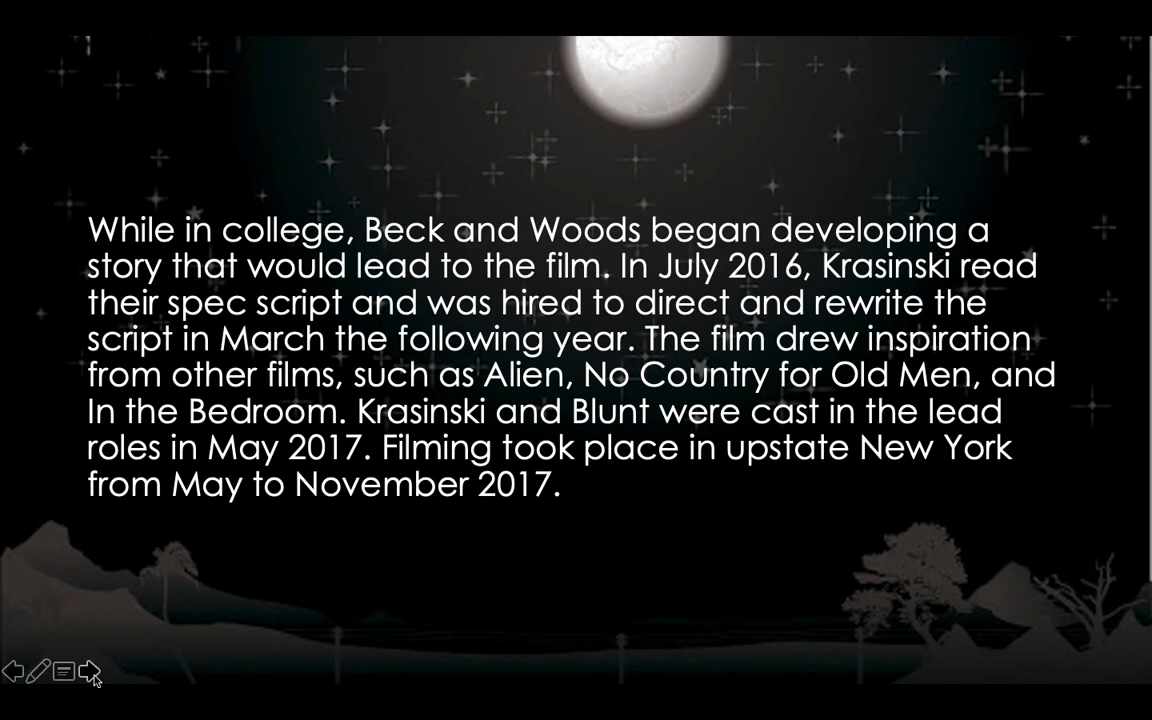 While in college, Beck and Woods began developing a
story that would lead to the film. In July 2016, Krasinski read
their spec script and was hired to direct and rewrite the
script in March the following year. The film drew inspiration
from other films, such as Alien, No Country for Old Men, and
In the Bedroom. Krasinski and Blunt were cast in the lead
roles in May 2017. Filming took place in upstate New York
from May to November 2017.